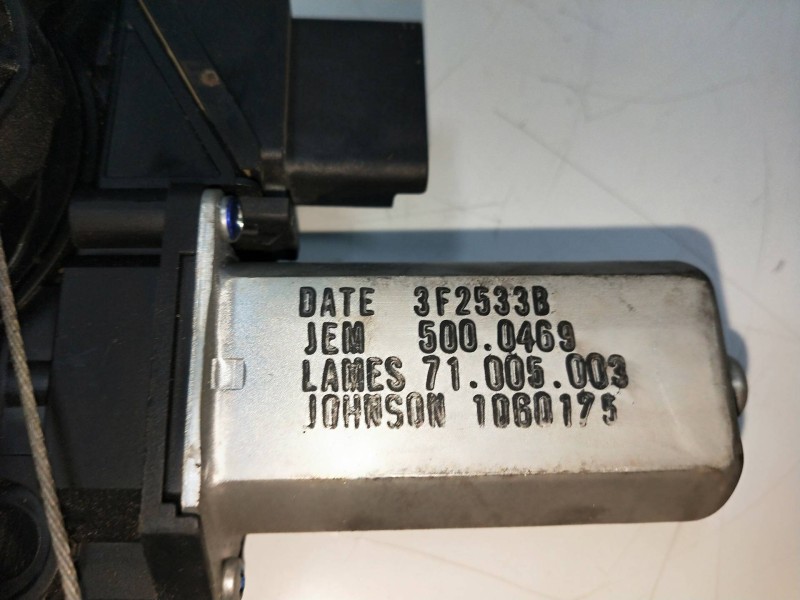 DATE 3F2533B
JEM 500.0469
LAMES 71.005.003
JOHNSON 1060175